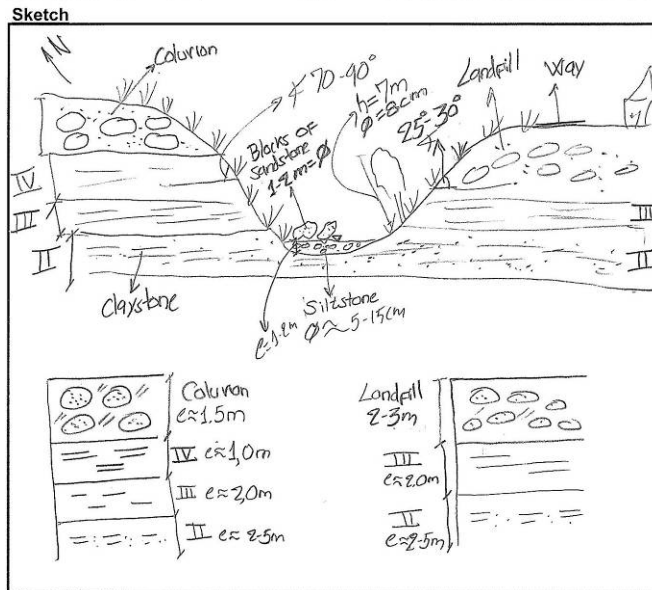 Sketch
N
Coluvion
∡ 70-90°
h=7m
Ø=8cm
25°-30°
Landfill
way
Blocks of
sandstone
1-2m=Ø
IV
III
II
III
II
Claystone
e=1-2m
Siltstone
Ø≈5-15cm
Coluvion
e≈1,5m
IV e≈1,0m
III e≈2,0m
II e≈2-5m
Landfill
2-3m
III
e≈2.0m
II
e≈2-5m